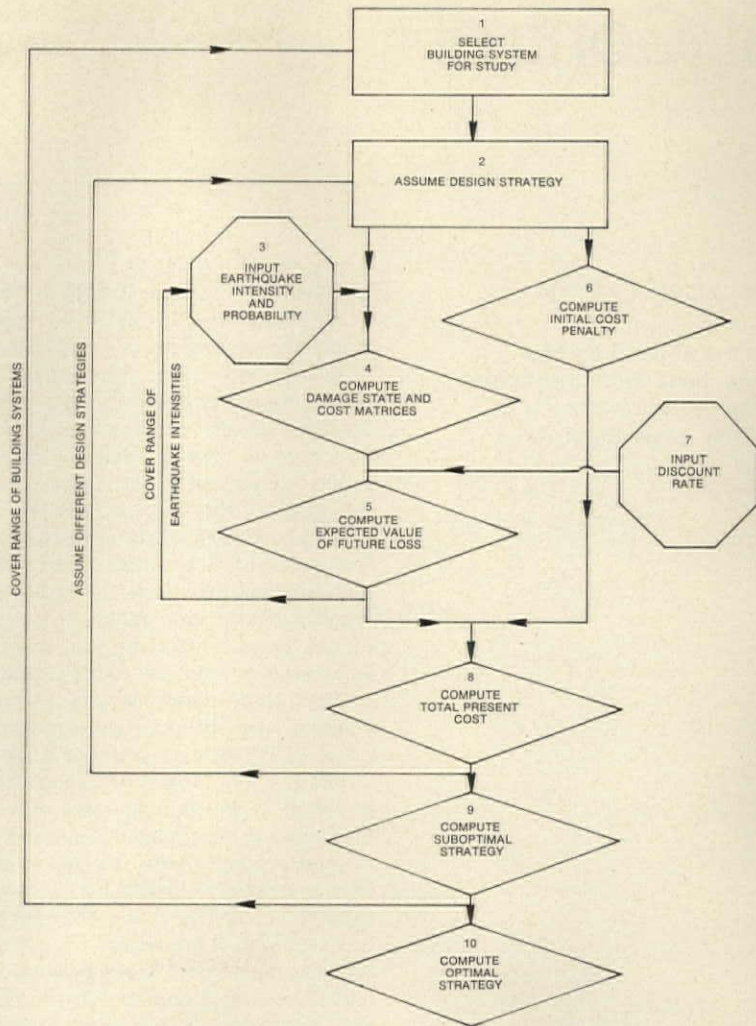 1
SELECT
BUILDING SYSTEM
FOR STUDY
2
ASSUME DESIGN STRATEGY
3
INPUT
EARTHQUAKE
INTENSITY
AND
PROBABILITY
6
COMPUTE
INITIAL COST
PENALTY
4
COMPUTE
DAMAGE STATE AND
COST MATRICES
7
INPUT
DISCOUNT
RATE
5
COMPUTE
EXPECTED VALUE
OF FUTURE LOSS
COVER RANGE OF
EARTHQUAKE INTENSITIES
ASSUME DIFFERENT DESIGN STRATEGIES
COVER RANGE OF BUILDING SYSTEMS
8
COMPUTE
TOTAL PRESENT
COST
9
COMPUTE
SUBOPTIMAL
STRATEGY
10
COMPUTE
OPTIMAL
STRATEGY